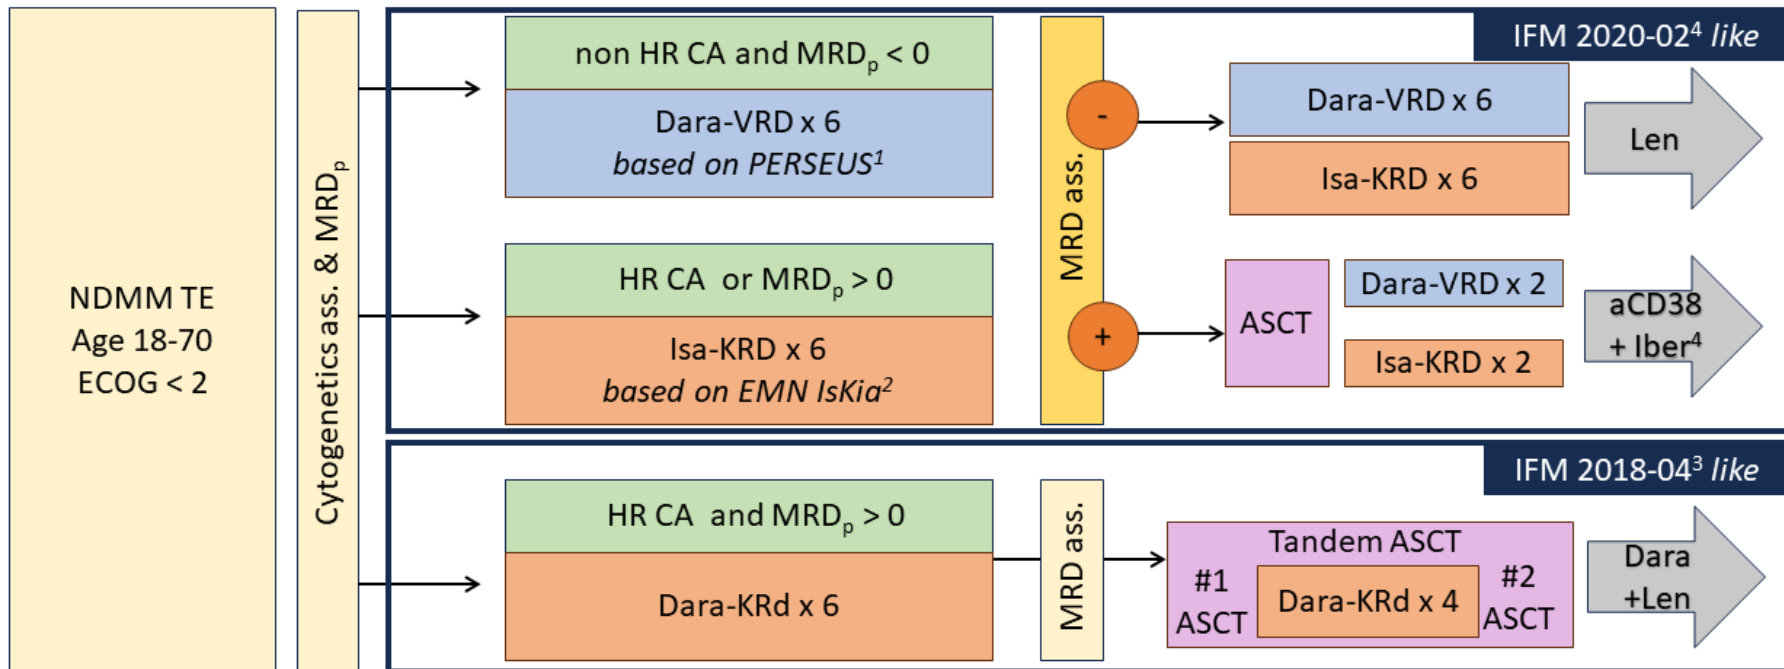 NDMM TE
Age 18-70
ECOG < 2
Cytogenetics ass. & MRDp
IFM 2020-02⁴ like
non HR CA and MRDp < 0
Dara-VRD x 6
based on PERSEUS¹
HR CA or MRDp > 0
Isa-KRD x 6
based on EMN IsKia²
MRD ass.
-
+
Dara-VRD x 6
Isa-KRD x 6
Len
ASCT
Dara-VRD x 2
Isa-KRD x 2
aCD38
+ Iber⁴
IFM 2018-04³ like
HR CA and MRDp > 0
Dara-KRd x 6
MRD ass.
Tandem ASCT
#1
ASCT
Dara-KRd x 4
#2
ASCT
Dara
+Len